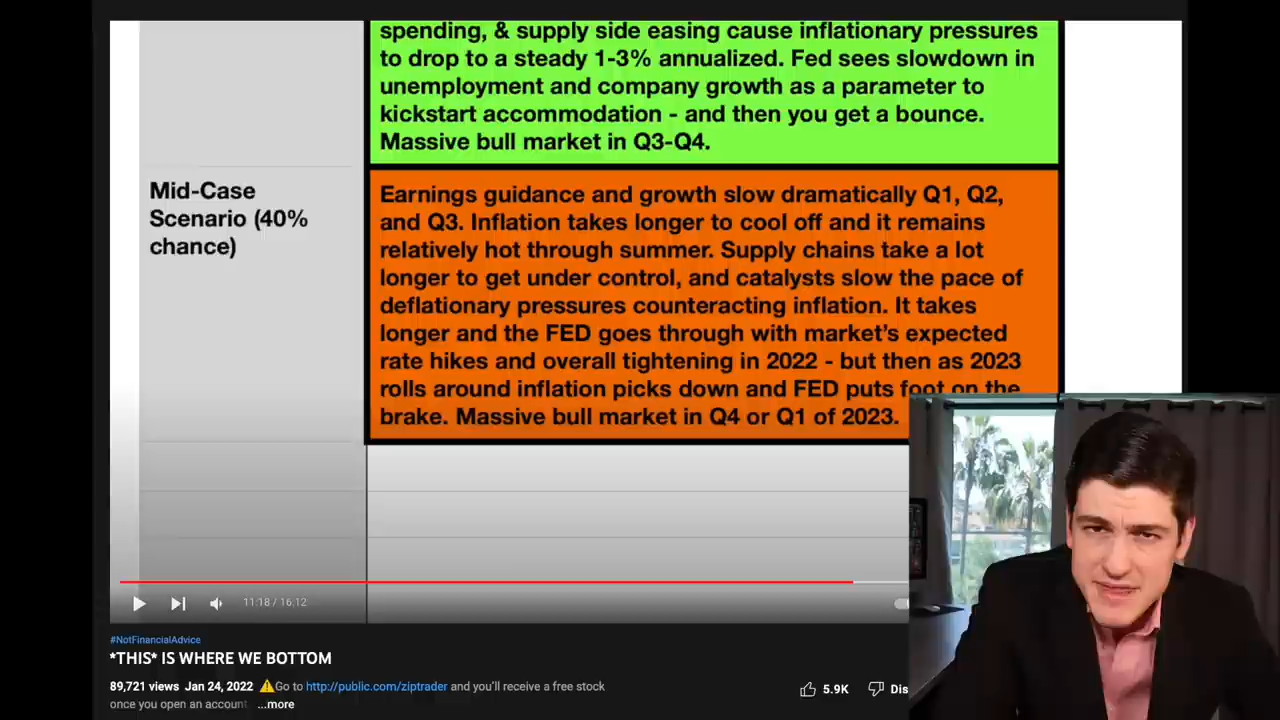 spending, & supply side easing cause inflationary pressures
to drop to a steady 1-3% annualized. Fed sees slowdown in
unemployment and company growth as a parameter to
kickstart accommodation - and then you get a bounce.
Massive bull market in Q3-Q4.
Mid-Case
Scenario (40%
chance)
Earnings guidance and growth slow dramatically Q1, Q2,
and Q3. Inflation takes longer to cool off and it remains
relatively hot through summer. Supply chains take a lot
longer to get under control, and catalysts slow the pace of
deflationary pressures counteracting inflation. It takes
longer and the FED goes through with market's expected
rate hikes and overall tightening in 2022 - but then as 2023
rolls around inflation picks down and FED puts foot on the
brake. Massive bull market in Q4 or Q1 of 2023.
11:18 / 16:12
#NotFinancialAdvice
*THIS* IS WHERE WE BOTTOM
89,721 views Jan 24, 2022 ⚠️Go to http://public.com/ziptrader and you'll receive a free stock
once you open an account ...more
5.9K Dis